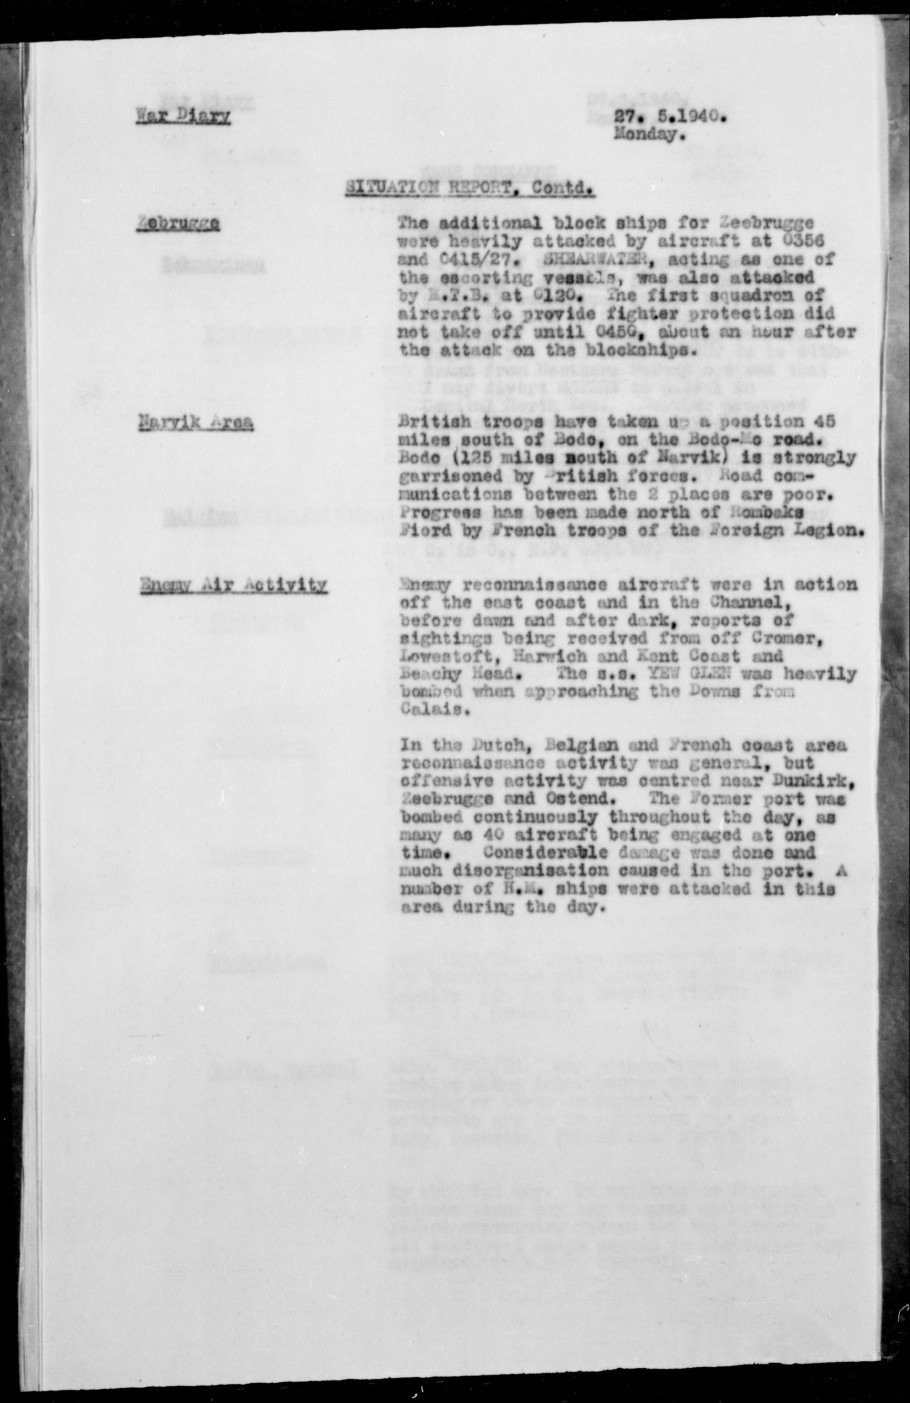 War Diary
27. 5.1940.
Monday.
SITUATION REPORT, Contd.
Zebrugge
The additional block ships for Zeebrugge
were heavily attacked by aircraft at 0356
and 0415/27. SHEARWATER, acting as one of
the escorting vessels, was also attacked
by M.T.B. at 0120. The first squadron of
aircraft to provide fighter protection did
not take off until 0450, about an hour after
the attack on the blockships.
Narvik Area
British troops have taken up a position 45
miles south of Bodo, on the Bodo-Mo road.
Bodo (125 miles south of Narvik) is strongly
garrisoned by British forces. Road com-
munications between the 2 places are poor.
Progress has been made north of Rombaks
Fiord by French troops of the Foreign Legion.
Enemy Air Activity
Enemy reconnaissance aircraft were in action
off the east coast and in the Channel,
before dawn and after dark, reports of
sightings being received from off Cromer,
Lowestoft, Harwich and Kent Coast and
Beachy Head. The s.s. YEW GLEN was heavily
bombed when approaching the Downs from
Calais.
In the Dutch, Belgian and French coast area
reconnaissance activity was general, but
offensive activity was centred near Dunkirk,
Zeebrugge and Ostend. The Former port was
bombed continuously throughout the day, as
many as 40 aircraft being engaged at one
time. Considerable damage was done and
much disorganisation caused in the port. A
number of H.M. ships were attacked in this
area during the day.